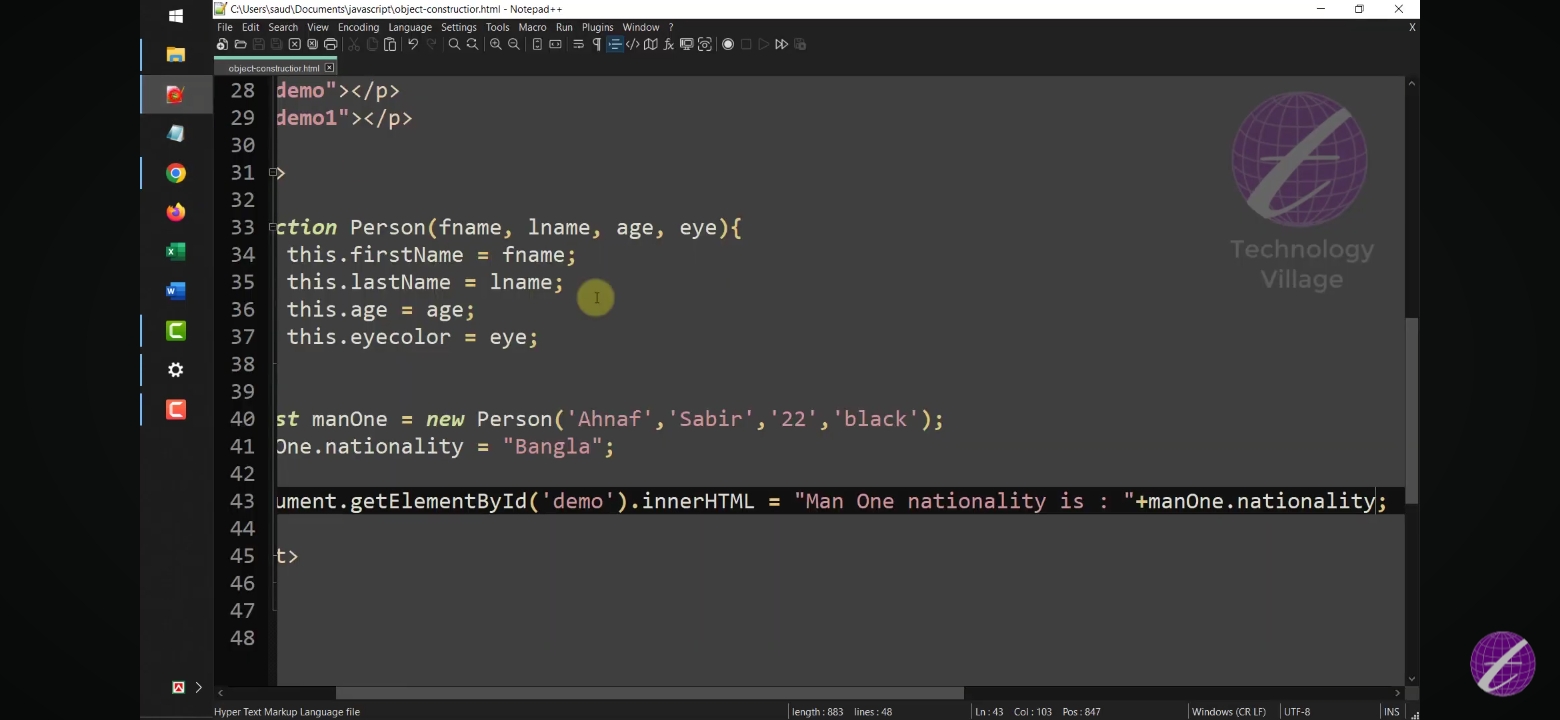 C:\Users\saud\Documents\javascript\object-constructior.html - Notepad++
File Edit Search View Encoding Language Settings Tools Macro Run Plugins Window ? X
object-constructior.html
28 demo"></p>
29 demo1"></p>
30
31 >
32
33 ction Person(fname, lname, age, eye){
34 this.firstName = fname;
35 this.lastName = lname;
36 this.age = age;
37 this.eyecolor = eye;
38
39
40 st manOne = new Person('Ahnaf','Sabir','22','black');
41 One.nationality = "Bangla";
42
43 ument.getElementById('demo').innerHTML = "Man One nationality is : "+manOne.nationality;
44
45 t>
46
47
48
Technology
Village
Hyper Text Markup Language file length : 883 lines : 48 Ln : 43 Col : 103 Pos : 847 Windows (CR LF) UTF-8 INS